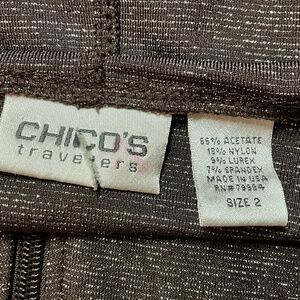 CHICO'S
travelers
66% ACETATE
18% NYLON
9% LUREX
7% SPANDEX
MADE IN USA
RN#79984
SIZE 2